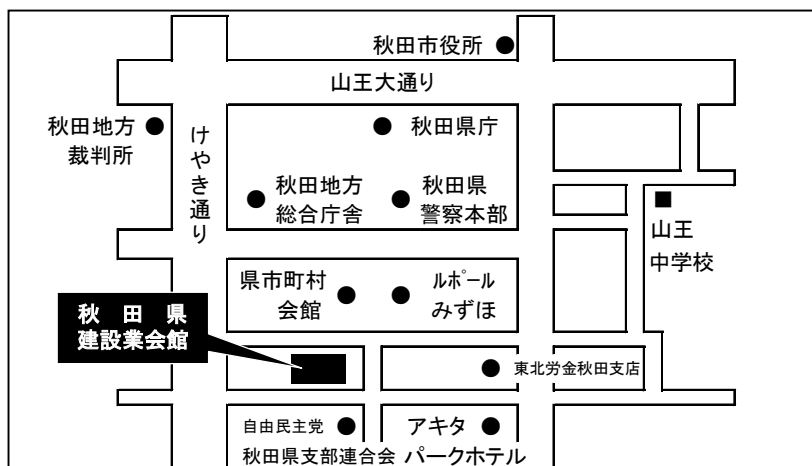 秋田市役所
山王大通り
秋田地方
裁判所
けやき通り
秋田県庁
秋田地方
総合庁舎
秋田県
警察本部
山王
中学校
県市町村
会館
ﾙﾎﾟｰﾙ
みずほ
秋田県
建設業会館
東北労金秋田支店
自由民主党
秋田県支部連合会
アキタ
パークホテル